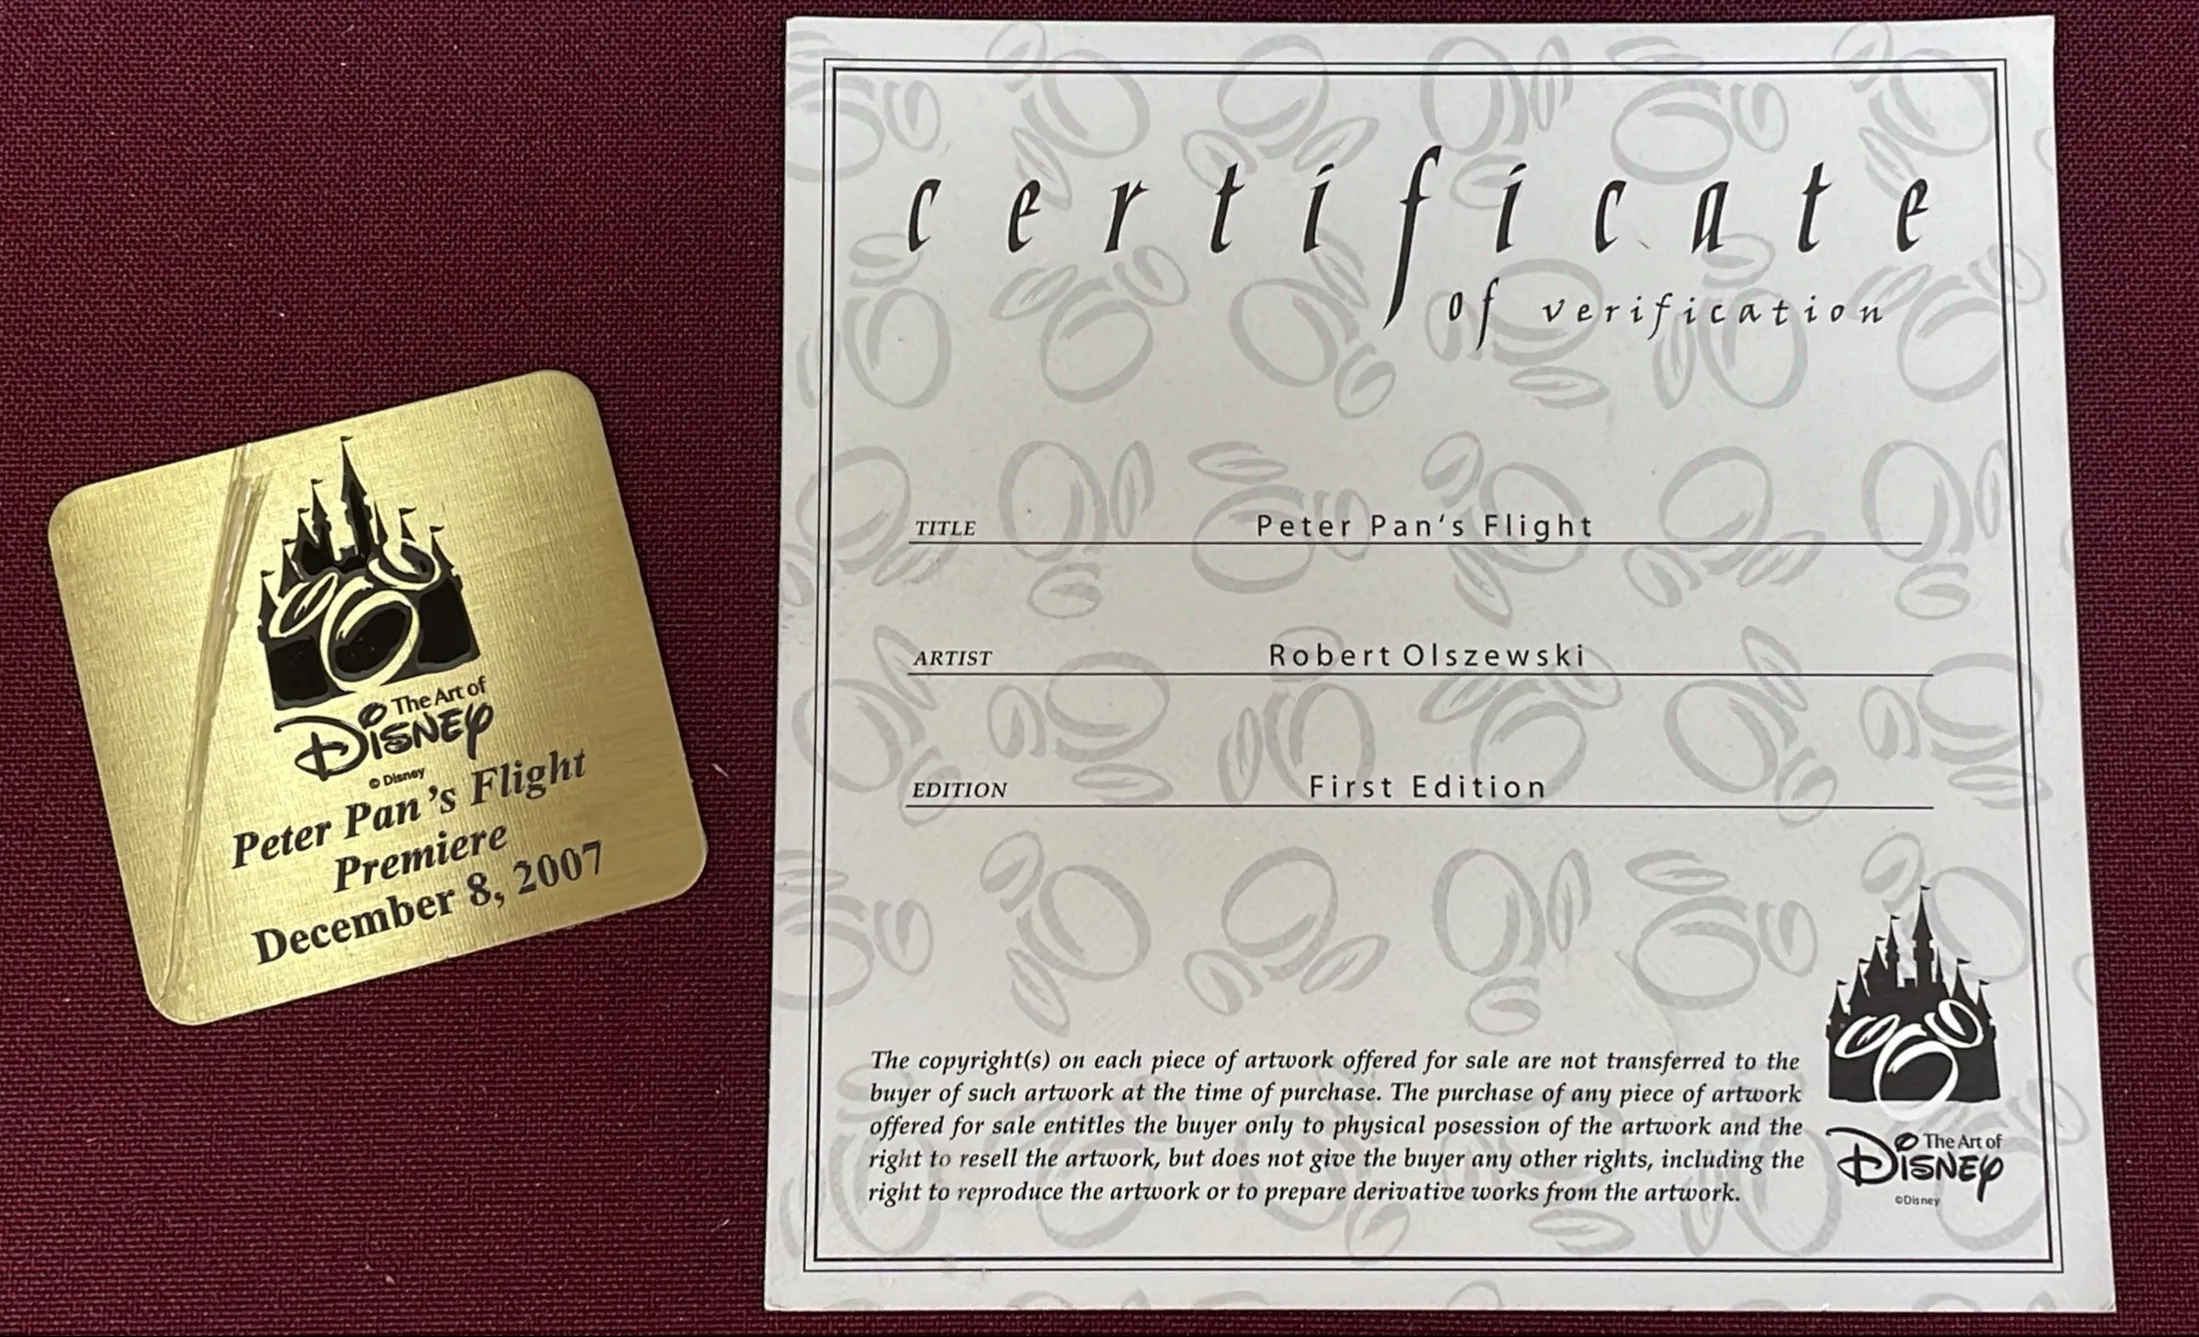 The Art of
Disney
© Disney
Peter Pan's Flight
Premiere
December 8, 2007
certificate
of verification
TITLE Peter Pan's Flight
ARTIST Robert Olszewski
EDITION First Edition
The copyright(s) on each piece of artwork offered for sale are not transferred to the
buyer of such artwork at the time of purchase. The purchase of any piece of artwork
offered for sale entitles the buyer only to physical posession of the artwork and the
right to resell the artwork, but does not give the buyer any other rights, including the
right to reproduce the artwork or to prepare derivative works from the artwork.
The Art of
Disney
©Disney